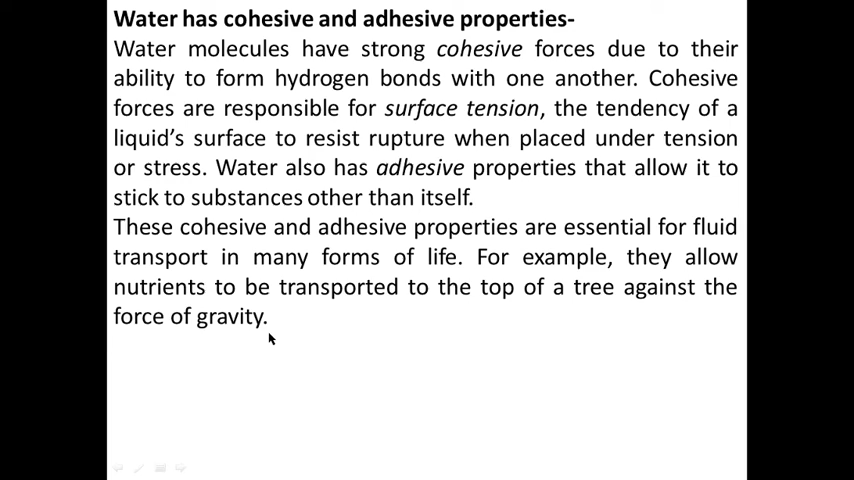 Water has cohesive and adhesive properties-
Water molecules have strong cohesive forces due to their
ability to form hydrogen bonds with one another. Cohesive
forces are responsible for surface tension, the tendency of a
liquid’s surface to resist rupture when placed under tension
or stress. Water also has adhesive properties that allow it to
stick to substances other than itself.
These cohesive and adhesive properties are essential for fluid
transport in many forms of life. For example, they allow
nutrients to be transported to the top of a tree against the
force of gravity.